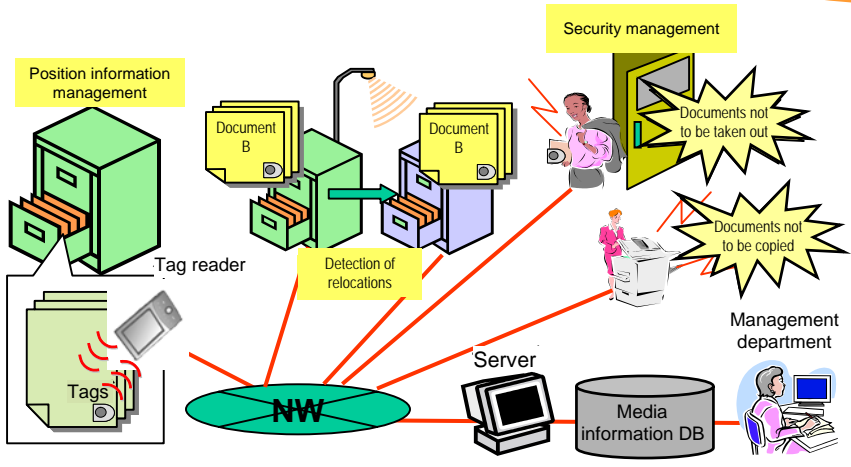 Security management
Position information
management
Document
B
Document
B
Documents not
to be taken out
Documents not
to be copied
Tag reader
Detection of
relocations
Tags
Management
department
Server
NW
Media
information DB